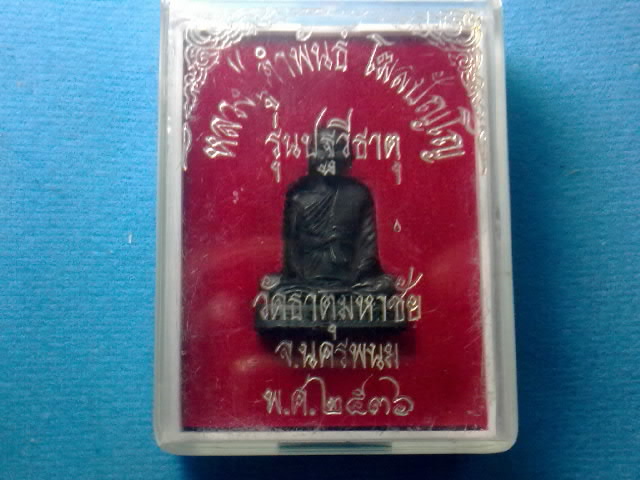 หลวงปู่คำพันธ์ โฆสปัญโญ
รุ่นปฐวีธาตุ
วัดธาตุมหาชัย
จ.นครพนม
พ.ศ.๒๕๓๖